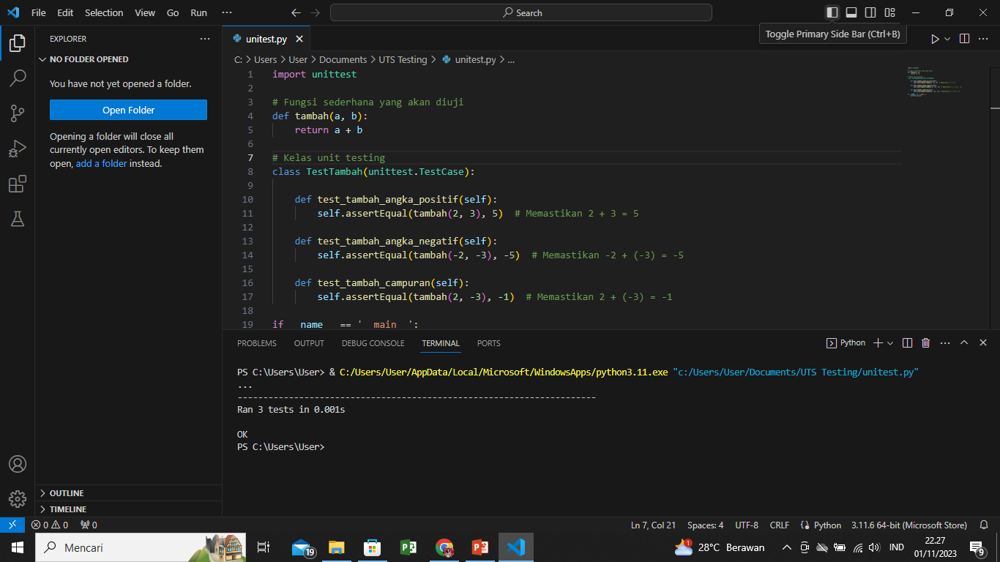 File Edit Selection View Go Run ··· Search
Toggle Primary Side Bar (Ctrl+B)
EXPLORER ···
NO FOLDER OPENED
You have not yet opened a folder.
Open Folder
Opening a folder will close all
currently open editors. To keep them
open, add a folder instead.
OUTLINE
TIMELINE
unitest.py
C: > Users > User > Documents > UTS Testing > unitest.py > ...
1 import unittest
2
3 # Fungsi sederhana yang akan diuji
4 def tambah(a, b):
5     return a + b
6
7 # Kelas unit testing
8 class TestTambah(unittest.TestCase):
9
10     def test_tambah_angka_positif(self):
11         self.assertEqual(tambah(2, 3), 5)  # Memastikan 2 + 3 = 5
12
13     def test_tambah_angka_negatif(self):
14         self.assertEqual(tambah(-2, -3), -5)  # Memastikan -2 + (-3) = -5
15
16     def test_tambah_campuran(self):
17         self.assertEqual(tambah(2, -3), -1)  # Memastikan 2 + (-3) = -1
18
19 if __name__ == '__main__':
PROBLEMS OUTPUT DEBUG CONSOLE TERMINAL PORTS Python
PS C:\Users\User> & C:/Users/User/AppData/Local/Microsoft/WindowsApps/python3.11.exe "c:/Users/User/Documents/UTS Testing/unitest.py"
...
----------------------------------------------------------------------
Ran 3 tests in 0.001s
OK
PS C:\Users\User>
0 0 0 Ln 7, Col 21 Spaces: 4 UTF-8 CRLF Python 3.11.6 64-bit (Microsoft Store)
Mencari 19 1 28°C Berawan IND 22.27
01/11/2023 9